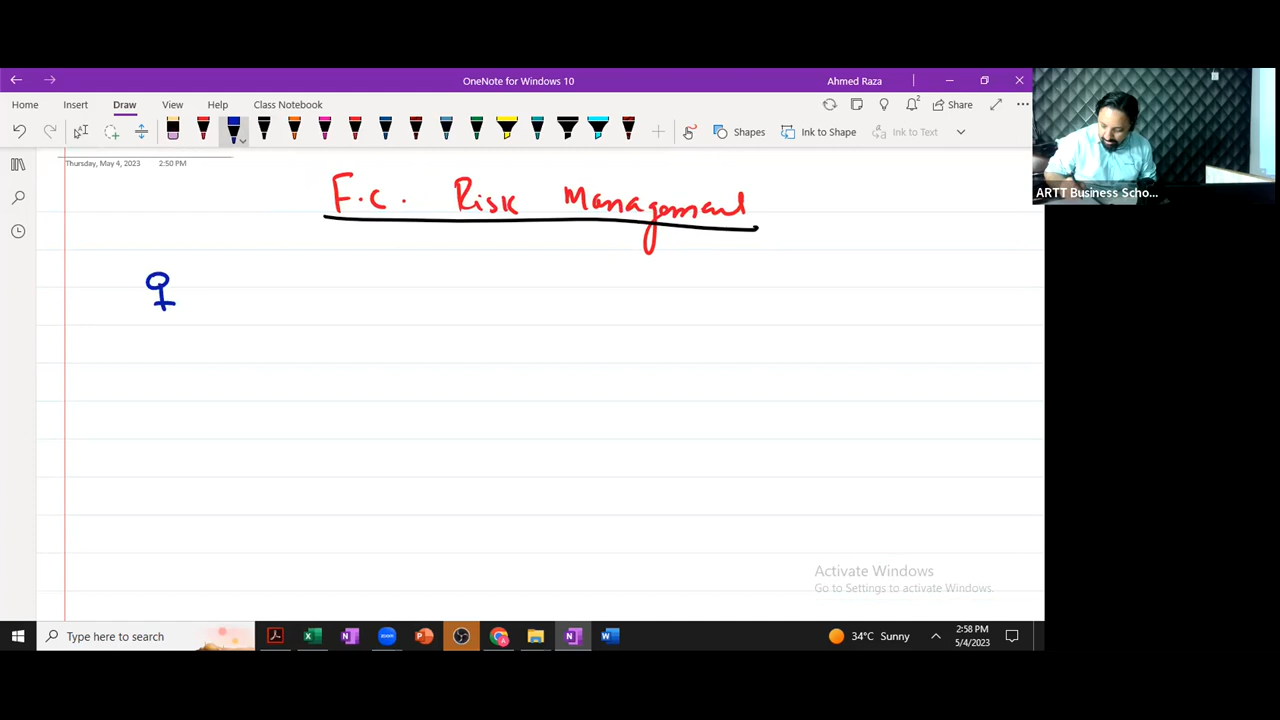 OneNote for Windows 10
Ahmed Raza
Home Insert Draw View Help Class Notebook
Share
Shapes Ink to Shape Ink to Text
Thursday, May 4, 2023 2:50 PM
F.C. Risk Management
ARTT Business Scho...
Activate Windows
Go to Settings to activate Windows.
Type here to search
34°C Sunny
2:58 PM
5/4/2023